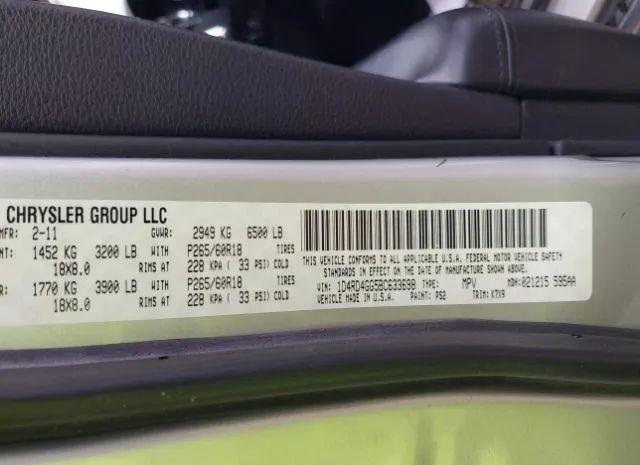 CHRYSLER GROUP LLC
MFR: 2-11 GVWR: 2949 KG 6500 LB
NT: 1452 KG 3200 LB WITH P265/60R18 TIRES
18X8.0 RIMS AT 228 KPA ( 33 PSI) COLD
R: 1770 KG 3900 LB WITH P265/60R18 TIRES
18X8.0 RIMS AT 228 KPA ( 33 PSI) COLD
THIS VEHICLE CONFORMS TO ALL APPLICABLE U.S.A. FEDERAL MOTOR VEHICLE SAFETY
STANDARDS IN EFFECT ON THE DATE OF MANUFACTURE SHOWN ABOVE.
VIN: 1D4RD4GG5BC633698 TYPE: MPV MDH: 021215 595AA
VEHICLE MADE IN U.S.A. PAINT: PS2 TRIM: K7X9